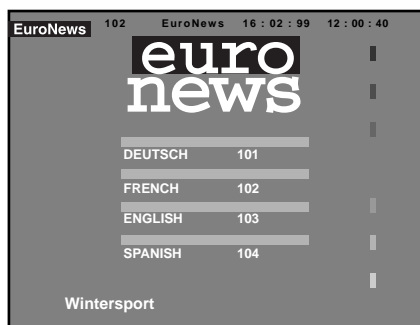 EuroNews 102 EuroNews 16 : 02 : 99 12 : 00 : 40
euro
news
DEUTSCH 101
FRENCH 102
ENGLISH 103
SPANISH 104
Wintersport